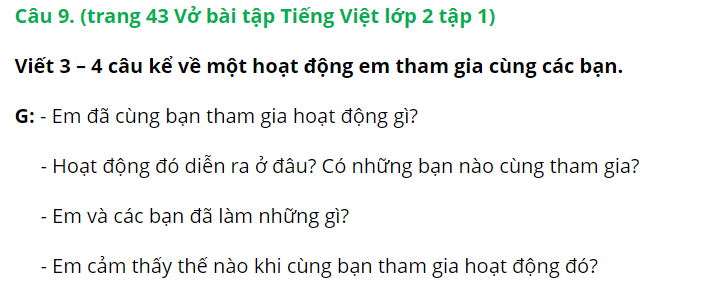 Câu 9. (trang 43 Vở bài tập Tiếng Việt lớp 2 tập 1)
Viết 3 – 4 câu kể về một hoạt động em tham gia cùng các bạn.
G: - Em đã cùng bạn tham gia hoạt động gì?
- Hoạt động đó diễn ra ở đâu? Có những bạn nào cùng tham gia?
- Em và các bạn đã làm những gì?
- Em cảm thấy thế nào khi cùng bạn tham gia hoạt động đó?